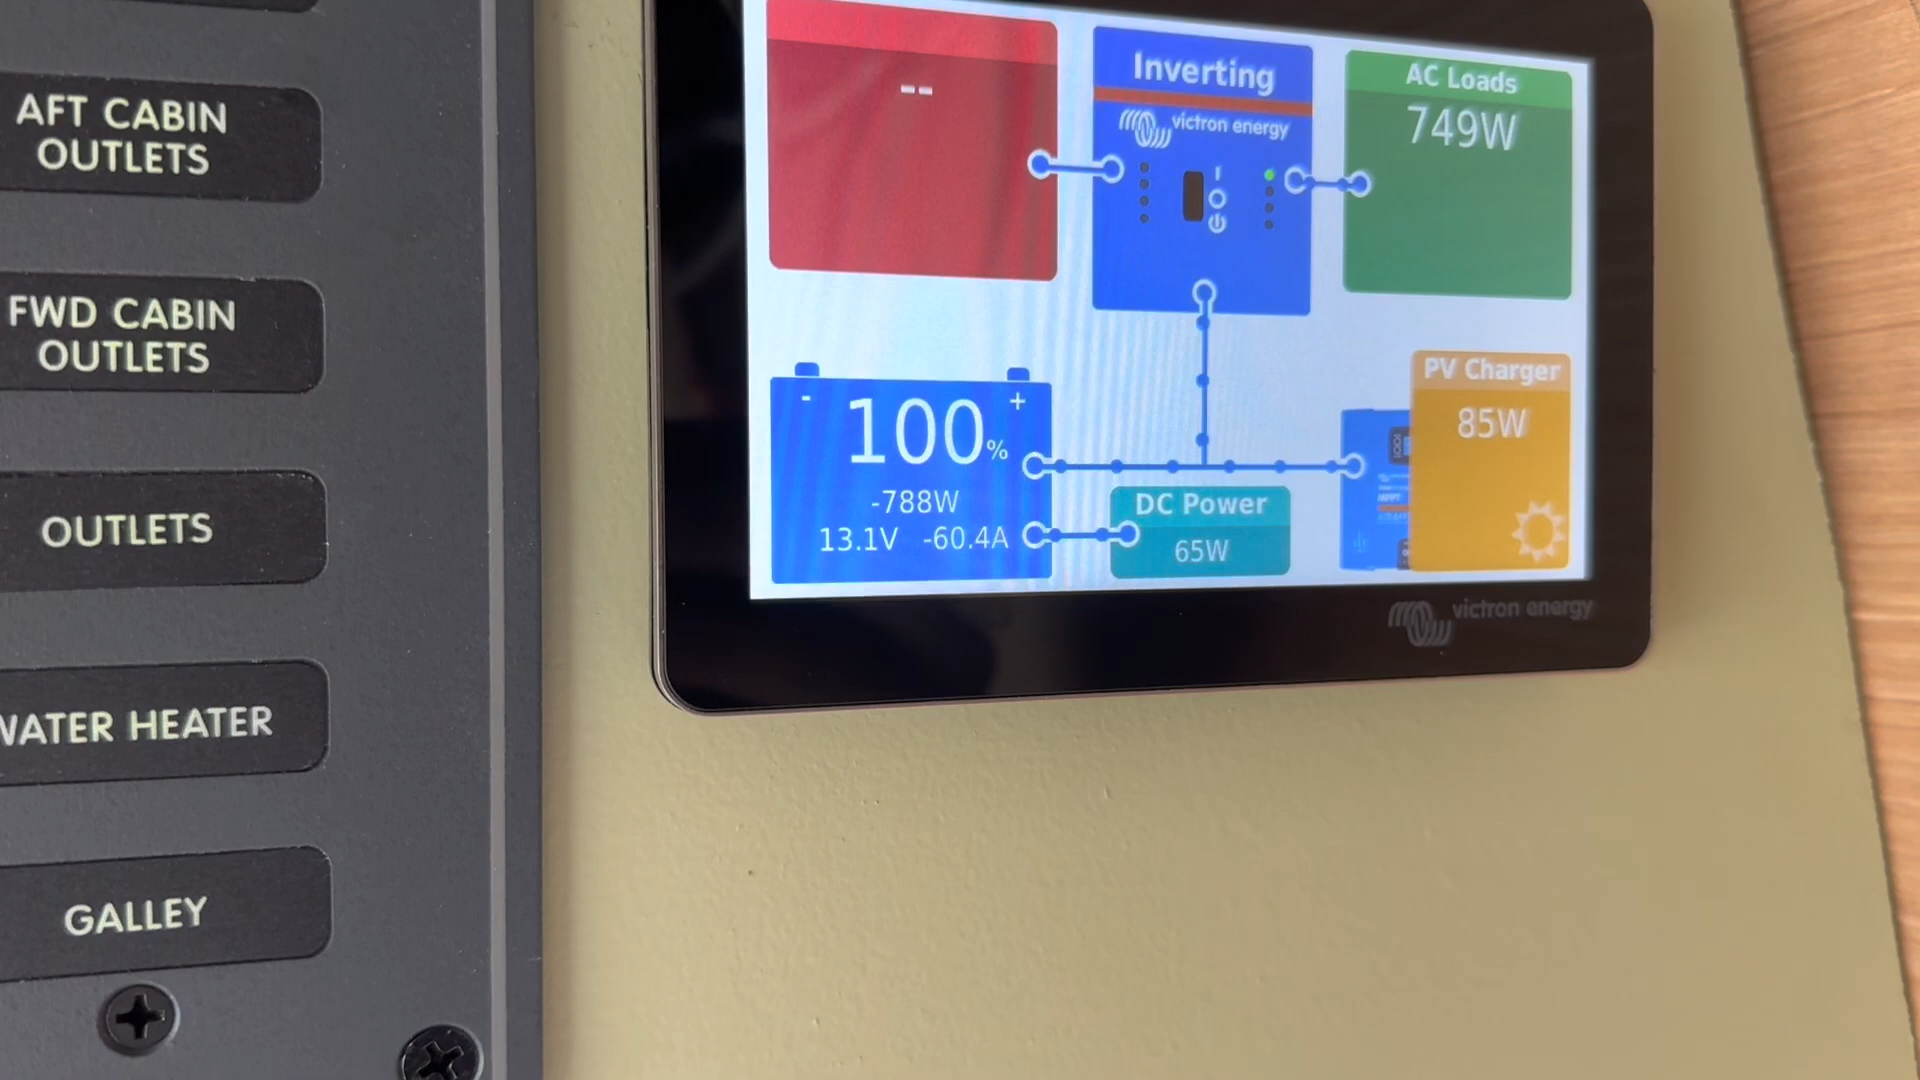 AFT CABIN
OUTLETS
FWD CABIN
OUTLETS
OUTLETS
WATER HEATER
GALLEY
--
Inverting
victron energy
AC Loads
749W
- +
100%
-788W
13.1V -60.4A
DC Power
65W
PV Charger
85W
MPPT
victron energy